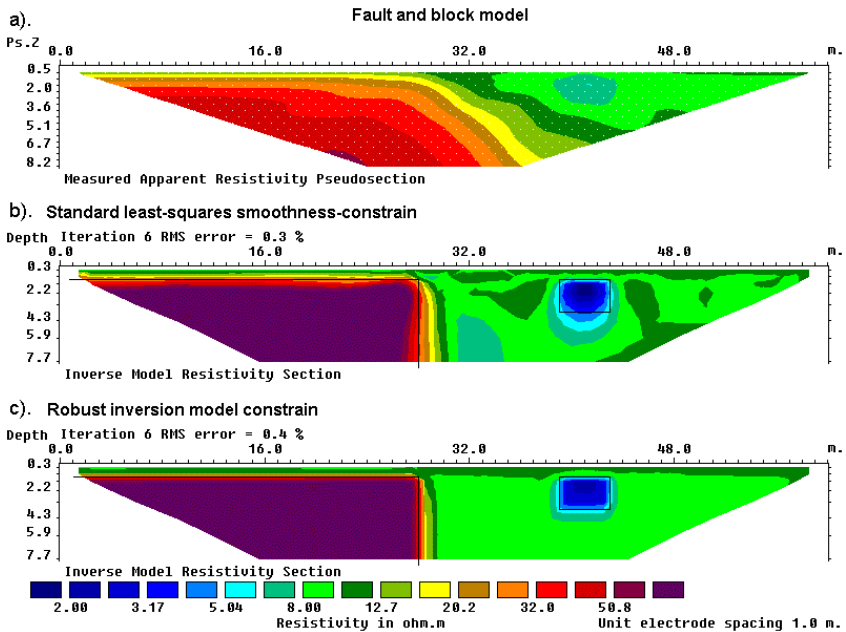 Fault and block model
a).
Ps.Z 0.0 16.0 32.0 48.0 m.
0.5
2.0
3.6
5.1
6.7
8.2
Measured Apparent Resistivity Pseudosection
b). Standard least-squares smoothness-constrain
Depth Iteration 6 RMS error = 0.3 %
0.0 16.0 32.0 48.0 m.
0.3
2.2
4.3
5.9
7.7
Inverse Model Resistivity Section
c). Robust inversion model constrain
Depth Iteration 6 RMS error = 0.4 %
0.0 16.0 32.0 48.0 m.
0.3
2.2
4.3
5.9
7.7
Inverse Model Resistivity Section
2.00 3.17 5.04 8.00 12.7 20.2 32.0 50.8
Resistivity in ohm.m Unit electrode spacing 1.0 m.